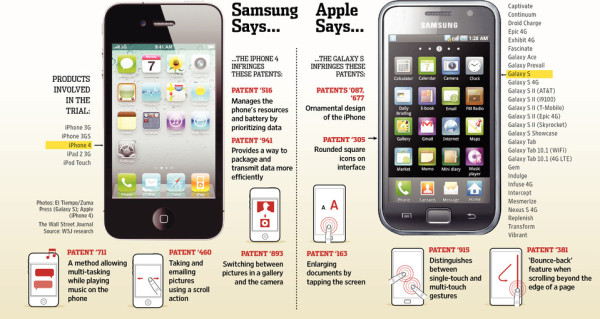 Samsung
Says...
...THE IPHONE 4
INFRINGES
THESE PATENTS:
PATENT '516
Manages the
phone's resources
and battery by
prioritizing data
PATENT '941
Provides a way to
package and
transmit data more
efficiently
PATENT '893
Switching between
pictures in a gallery
and the camera
PRODUCTS
INVOLVED
IN THE
TRIAL:
iPhone 3G
iPhone 3GS
iPhone 4
iPad 2 3G
iPod Touch
Photos: El Tiempo/Zuma
Press (Galaxy S); Apple
(iPhone 4)
The Wall Street Journal
Source: WSJ research
9:41 AM
PATENT '711
A method allowing
multi-tasking
while playing
music on the
phone
PATENT '460
Taking and
emailing
pictures
using a scroll
action
Apple
Says...
...THE GALAXY S
INFRINGES THESE
PATENTS:
PATENTS '087,
'677
Ornamental design
of the iPhone
PATENT '305
Rounded square
icons on
interface
A A
PATENT '163
Enlarging
documents by
tapping the screen
SAMSUNG
1:28 AM
Calculator
Calendar
Camera
Clock
Daily
Briefing
E-book
Email
FM Radio
Gallery
Gmail
Internet
Maps
Market
Memo
Mini diary
Music player
Phone
Contacts
Messaging
Home
PATENT '915
Distinguishes
between
single-touch and
multi-touch
gestures
PATENT '381
'Bounce-back'
feature when
scrolling beyond the
edge of a page
Captivate
Continuum
Droid Charge
Epic 4G
Exhibit 4G
Fascinate
Galaxy Ace
Galaxy Prevail
Galaxy S
Galaxy S 4G
Galaxy S II (AT&T)
Galaxy S II (I9100)
Galaxy S II (T-Mobile)
Galaxy S II (Epic 4G)
Galaxy S II (Skyrocket)
Galaxy S Showcase
Galaxy Tab
Galaxy Tab 10.1 (WiFi)
Galaxy Tab 10.1 (4G LTE)
Gem
Indulge
Infuse 4G
Intercept
Mesmerize
Nexus S 4G
Replenish
Transform
Vibrant